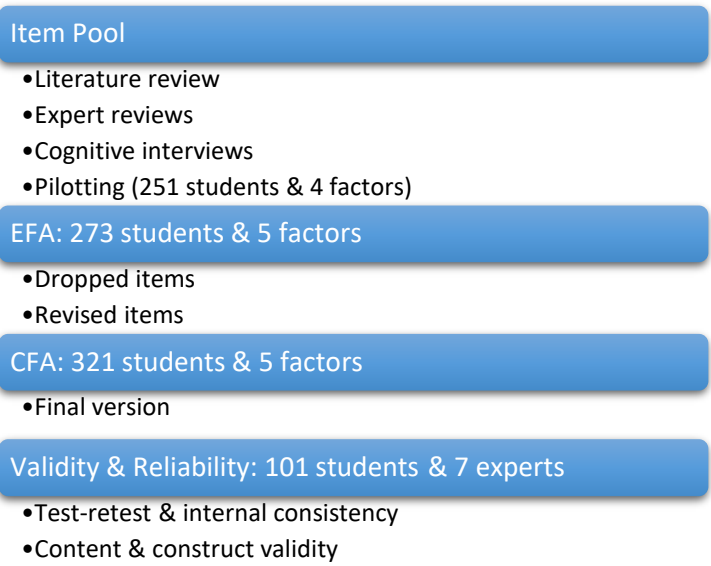 Item Pool
•Literature review
•Expert reviews
•Cognitive interviews
•Pilotting (251 students & 4 factors)
EFA: 273 students & 5 factors
•Dropped items
•Revised items
CFA: 321 students & 5 factors
•Final version
Validity & Reliability: 101 students & 7 experts
•Test-retest & internal consistency
•Content & construct validity